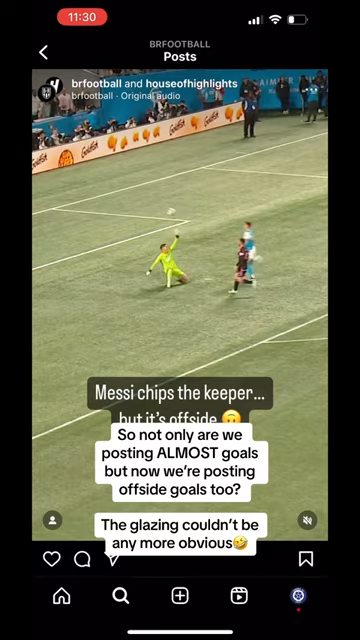 11:30
BRFOOTBALL
Posts
brfootball and houseofhighlights
brfootball · Original audio
Goldfish
Goldfish
Messi chips the keeper...
but it's offside 🙃
So not only are we
posting ALMOST goals
but now we're posting
offside goals too?
The glazing couldn't be
any more obvious🤣